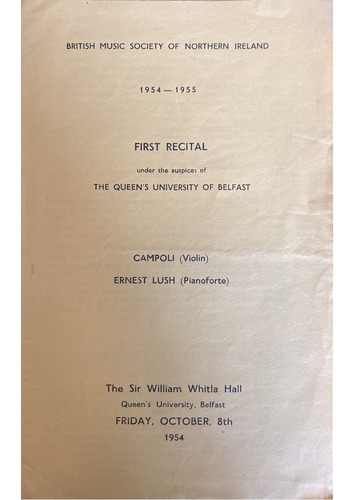 BRITISH MUSIC SOCIETY OF NORTHERN IRELAND
1954—1955
FIRST RECITAL
under the auspices of
THE QUEEN'S UNIVERSITY OF BELFAST
CAMPOLI (Violin)
ERNEST LUSH (Pianoforte)
The Sir William Whitla Hall
Queen's University, Belfast
FRIDAY, OCTOBER, 8th
1954